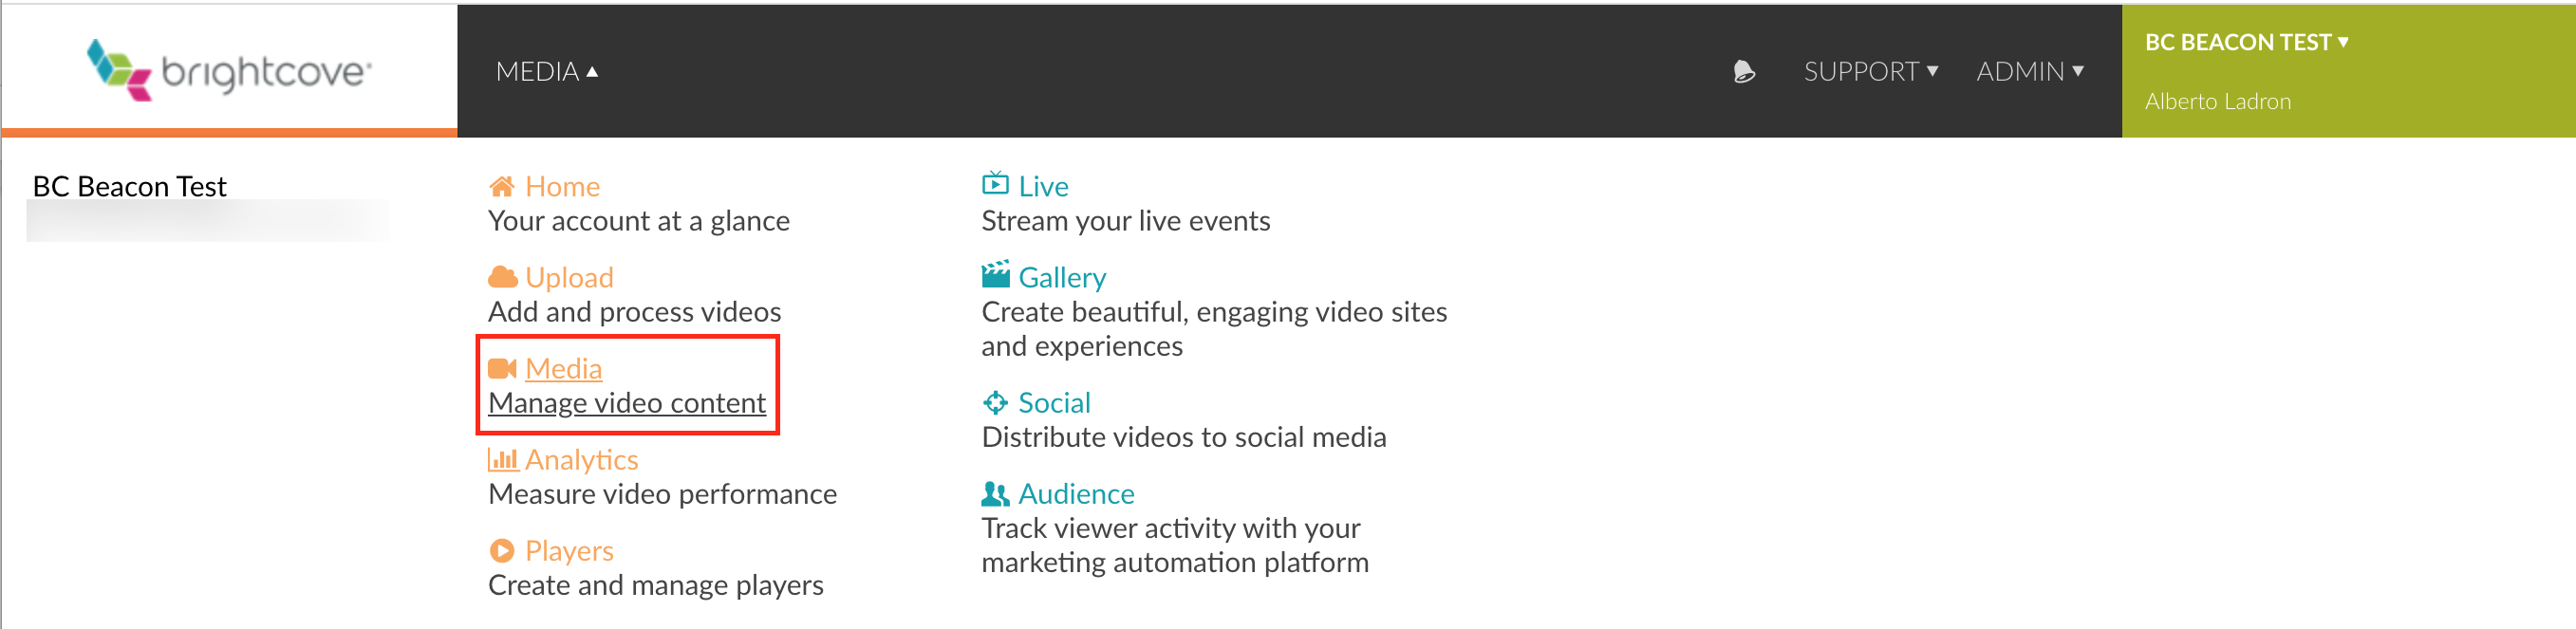 brightcove
MEDIA
SUPPORT
ADMIN
BC BEACON TEST
Alberto Ladron
BC Beacon Test
Home
Your account at a glance
Upload
Add and process videos
Media
Manage video content
Analytics
Measure video performance
Players
Create and manage players
Live
Stream your live events
Gallery
Create beautiful, engaging video sites
and experiences
Social
Distribute videos to social media
Audience
Track viewer activity with your
marketing automation platform